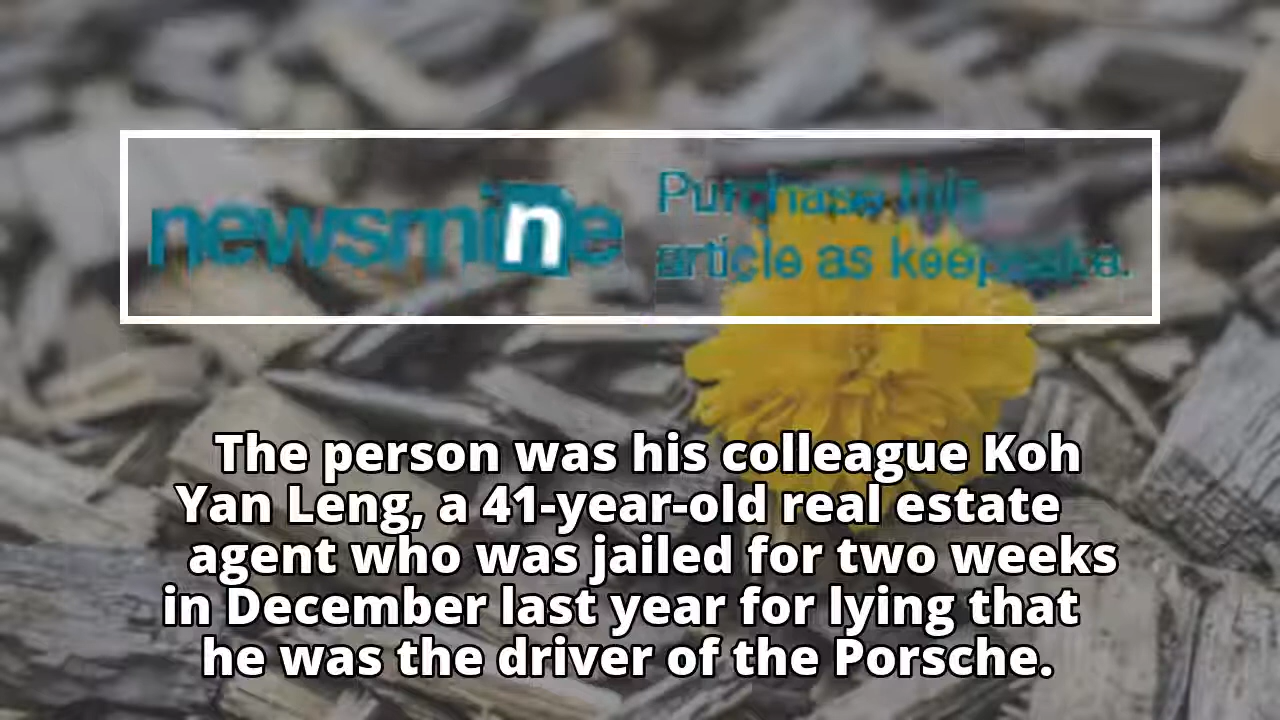 newsmine
Purchase this
article as keepsake.
The person was his colleague Koh
Yan Leng, a 41-year-old real estate
agent who was jailed for two weeks
in December last year for lying that
he was the driver of the Porsche.